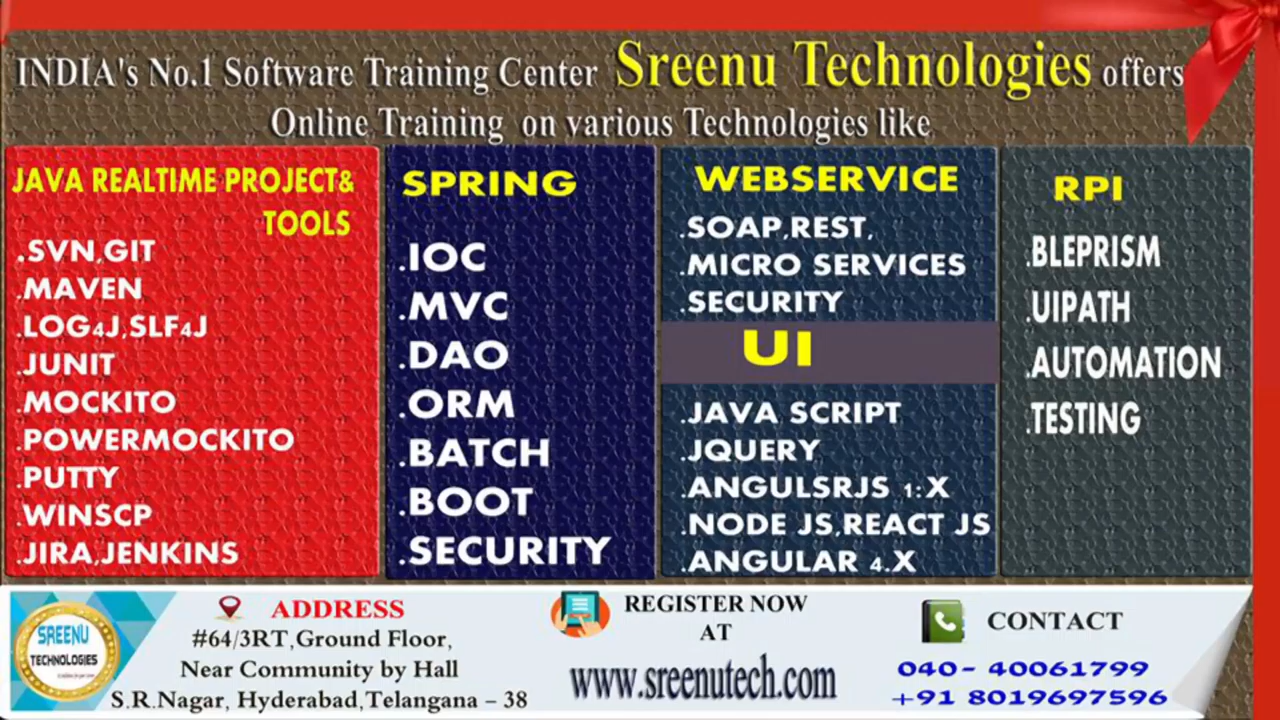 INDIA's No.1 Software Training Center Sreenu Technologies offers
Online Training on various Technologies like
JAVA REALTIME PROJECT&
TOOLS
.SVN,GIT
.MAVEN
.LOG4J,SLF4J
.JUNIT
.MOCKITO
.POWERMOCKITO
.PUTTY
.WINSCP
.JIRA,JENKINS
SPRING
.IOC
.MVC
.DAO
.ORM
.BATCH
.BOOT
.SECURITY
WEBSERVICE
.SOAP,REST,
.MICRO SERVICES
.SECURITY
UI
.JAVA SCRIPT
.JQUERY
.ANGULSRJS 1:X
.NODE JS,REACT JS
.ANGULAR 4.X
RPI
.BLEPRISM
.UIPATH
.AUTOMATION
.TESTING
SREENU
TECHNOLOGIES
ADDRESS
#64/3RT,Ground Floor,
Near Community by Hall
S.R.Nagar, Hyderabad,Telangana – 38
REGISTER NOW
AT
www.sreenutech.com
CONTACT
040- 40061799
+91 8019697596